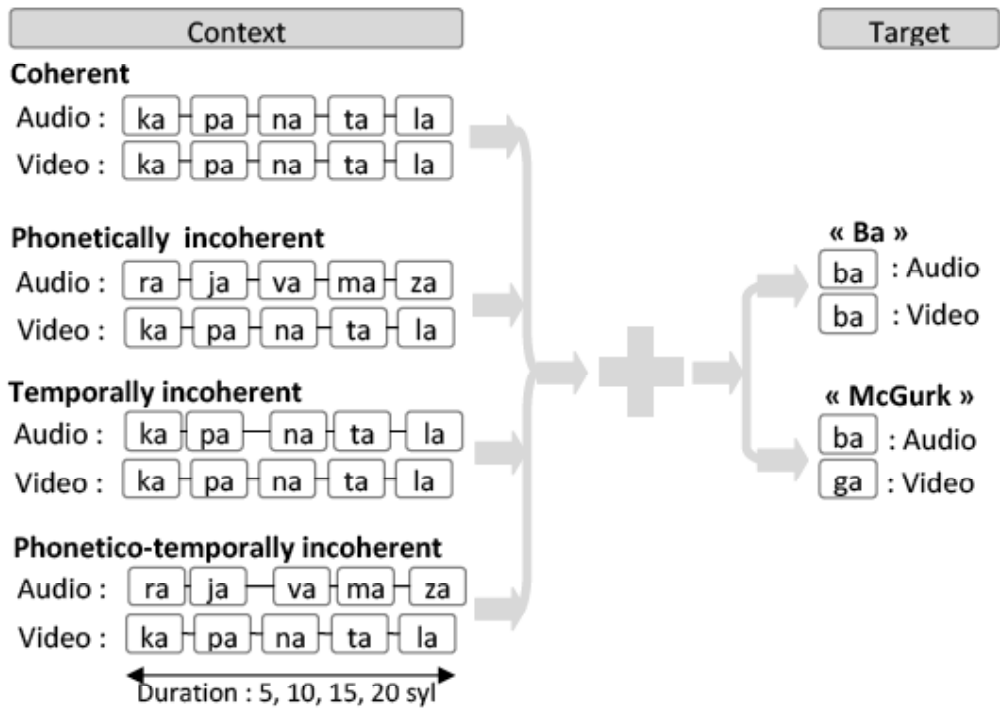 Context
Target
Coherent
Audio : ka pa na ta la
Video : ka pa na ta la
Phonetically incoherent
Audio : ra ja va ma za
Video : ka pa na ta la
Temporally incoherent
Audio : ka pa na ta la
Video : ka pa na ta la
Phonetico-temporally incoherent
Audio : ra ja va ma za
Video : ka pa na ta la
Duration : 5, 10, 15, 20 syl
« Ba »
ba : Audio
ba : Video
« McGurk »
ba : Audio
ga : Video